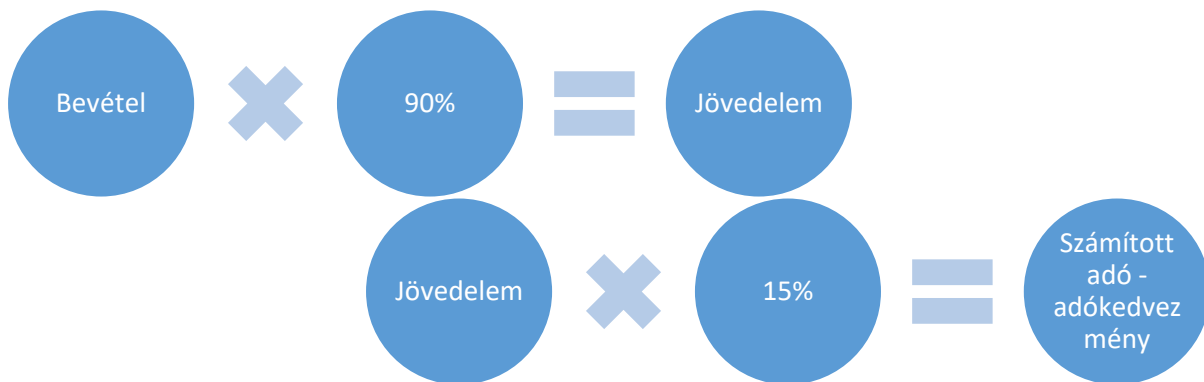 Bevétel
90%
Jövedelem
Jövedelem
15%
Számított
adó -
adókedvez
mény